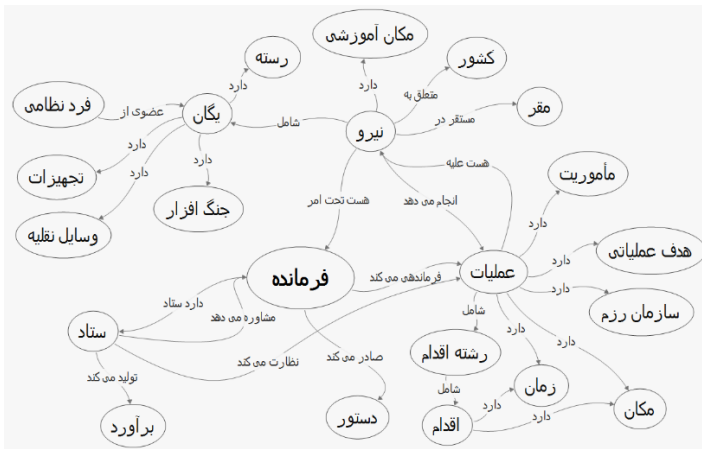 مکان آموزشی
کشور
رسته
دارد
دارد
متعلق به
فرد نظامی
عضوی از
یگان
شامل
نیرو
مستقر در
مقر
دارد
هست علیه
دارد
دارد
تجهیزات
مأموریت
هست تحت امر
انجام می دهد
دارد
جنگ افزار
وسایل نقلیه
هدف عملیاتی
دارد
عملیات
فرمانده
فرماندهی می کند
دارد
دارد ستاد
سازمان رزم
مشاوره می دهد
شامل
ستاد
دارد
دارد
رشته اقدام
صادر می کند
نظارت می کند
تولید می کند
شامل
زمان
دارد
مکان
دارد
برآورد
دستور
اقدام